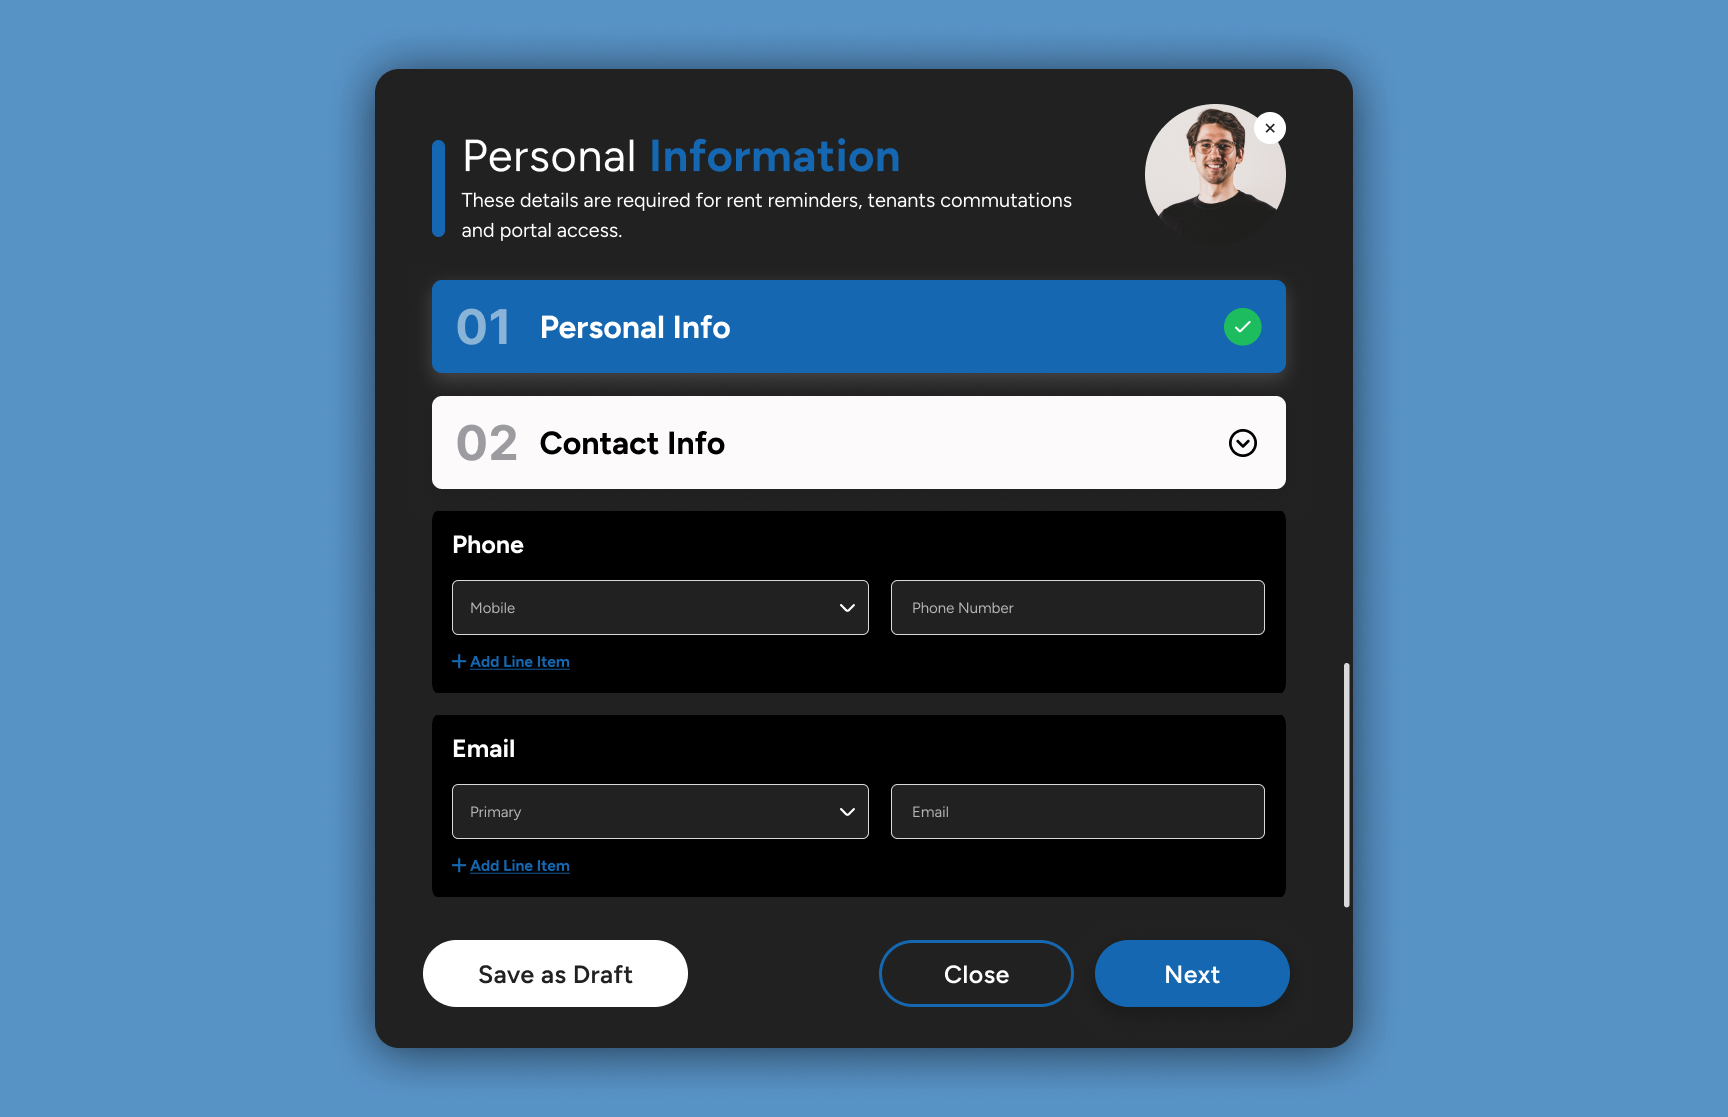 Personal Information
These details are required for rent reminders, tenants commutations
and portal access.
01 Personal Info
02 Contact Info
Phone
Mobile
Phone Number
Add Line Item
Email
Primary
Email
Add Line Item
Save as Draft
Close
Next